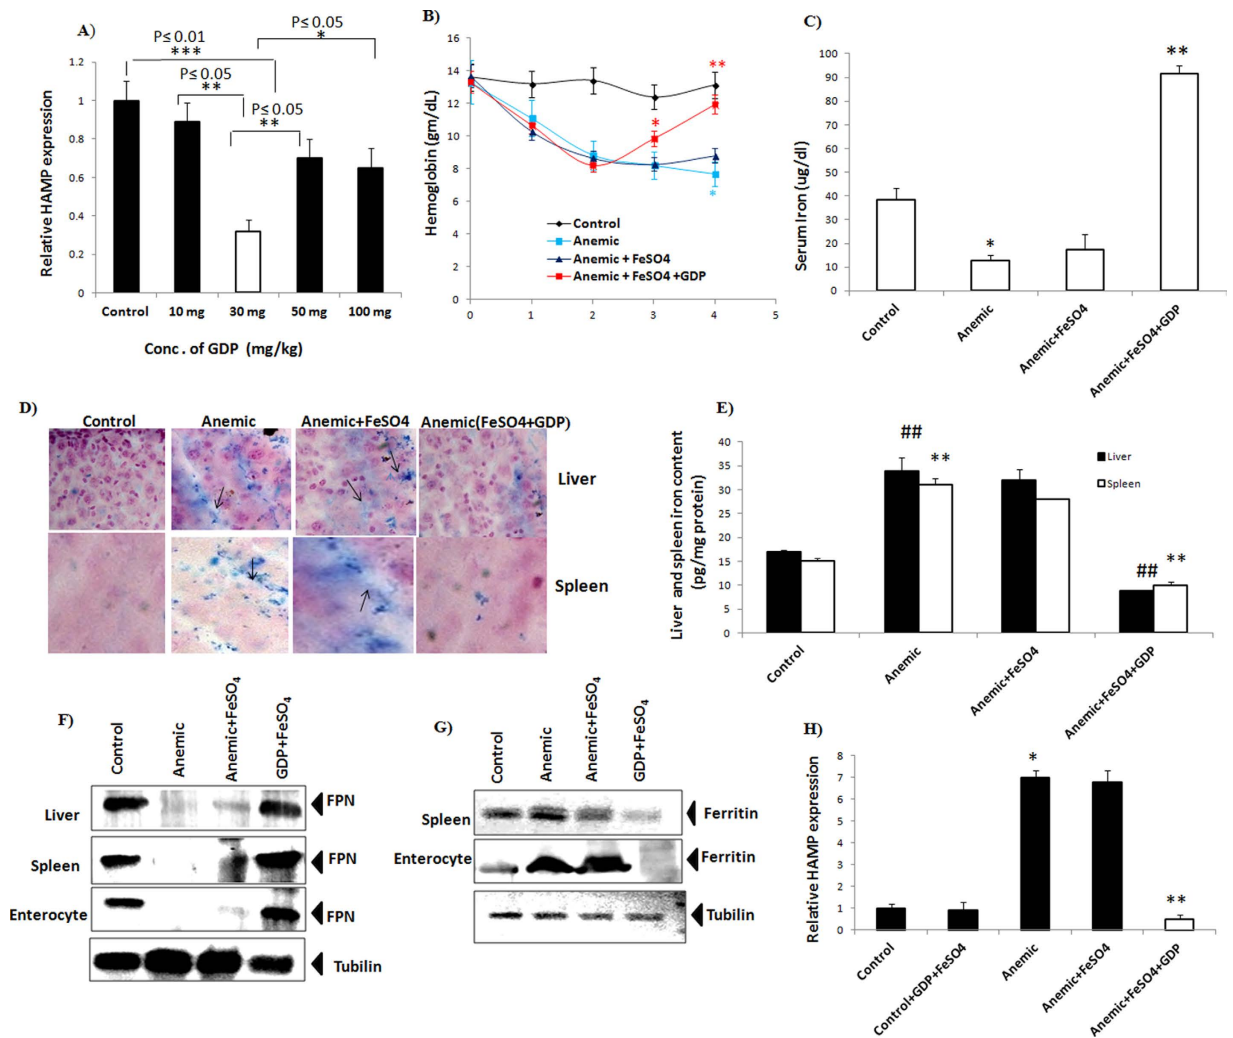 A)
P≤ 0.01
***
P≤ 0.05
*
P≤ 0.05
**
P≤ 0.05
**
Relative HAMP expression
1.2
1
0.8
0.6
0.4
0.2
0
Control 10 mg 30 mg 50 mg 100 mg
Conc . of GDP (mg/kg)
B)
Hemoglobin (gm/dL)
16
14
12
10
8
6
4
2
0
0 1 2 3 4 5
**
*
*
Control
Anemic
Anemic + FeSO4
Anemic + FeSO4 +GDP
C)
Serum Iron (ug/dl)
100
90
80
70
60
50
40
30
20
10
0
*
**
Control
Anemic
Anemic+FeSO4
Anemic+FeSO4+GDP
D)
Control Anemic Anemic+FeSO4 Anemic(FeSO4+GDP)
Liver
Spleen
E)
Liver and spleen iron content
(pg/mg protein)
40
35
30
25
20
15
10
5
0
##
**
##
**
Liver
Spleen
Control
Anemic
Anemic+FeSO4
Anemic+FeSO4+GDP
F)
Control
Anemic
Anemic+FeSO4
GDP+FeSO4
Liver FPN
Spleen FPN
Enterocyte FPN
Tubilin
G)
Control
Anemic
Anemic+FeSO4
GDP+FeSO4
Spleen Ferritin
Enterocyte Ferritin
Tubilin
H)
Relative HAMP expression
8
7
6
5
4
3
2
1
0
*
**
Control
Control+GDP+FeSO4
Anemic
Anemic+FeSO4
Anemic+FeSO4+GDP